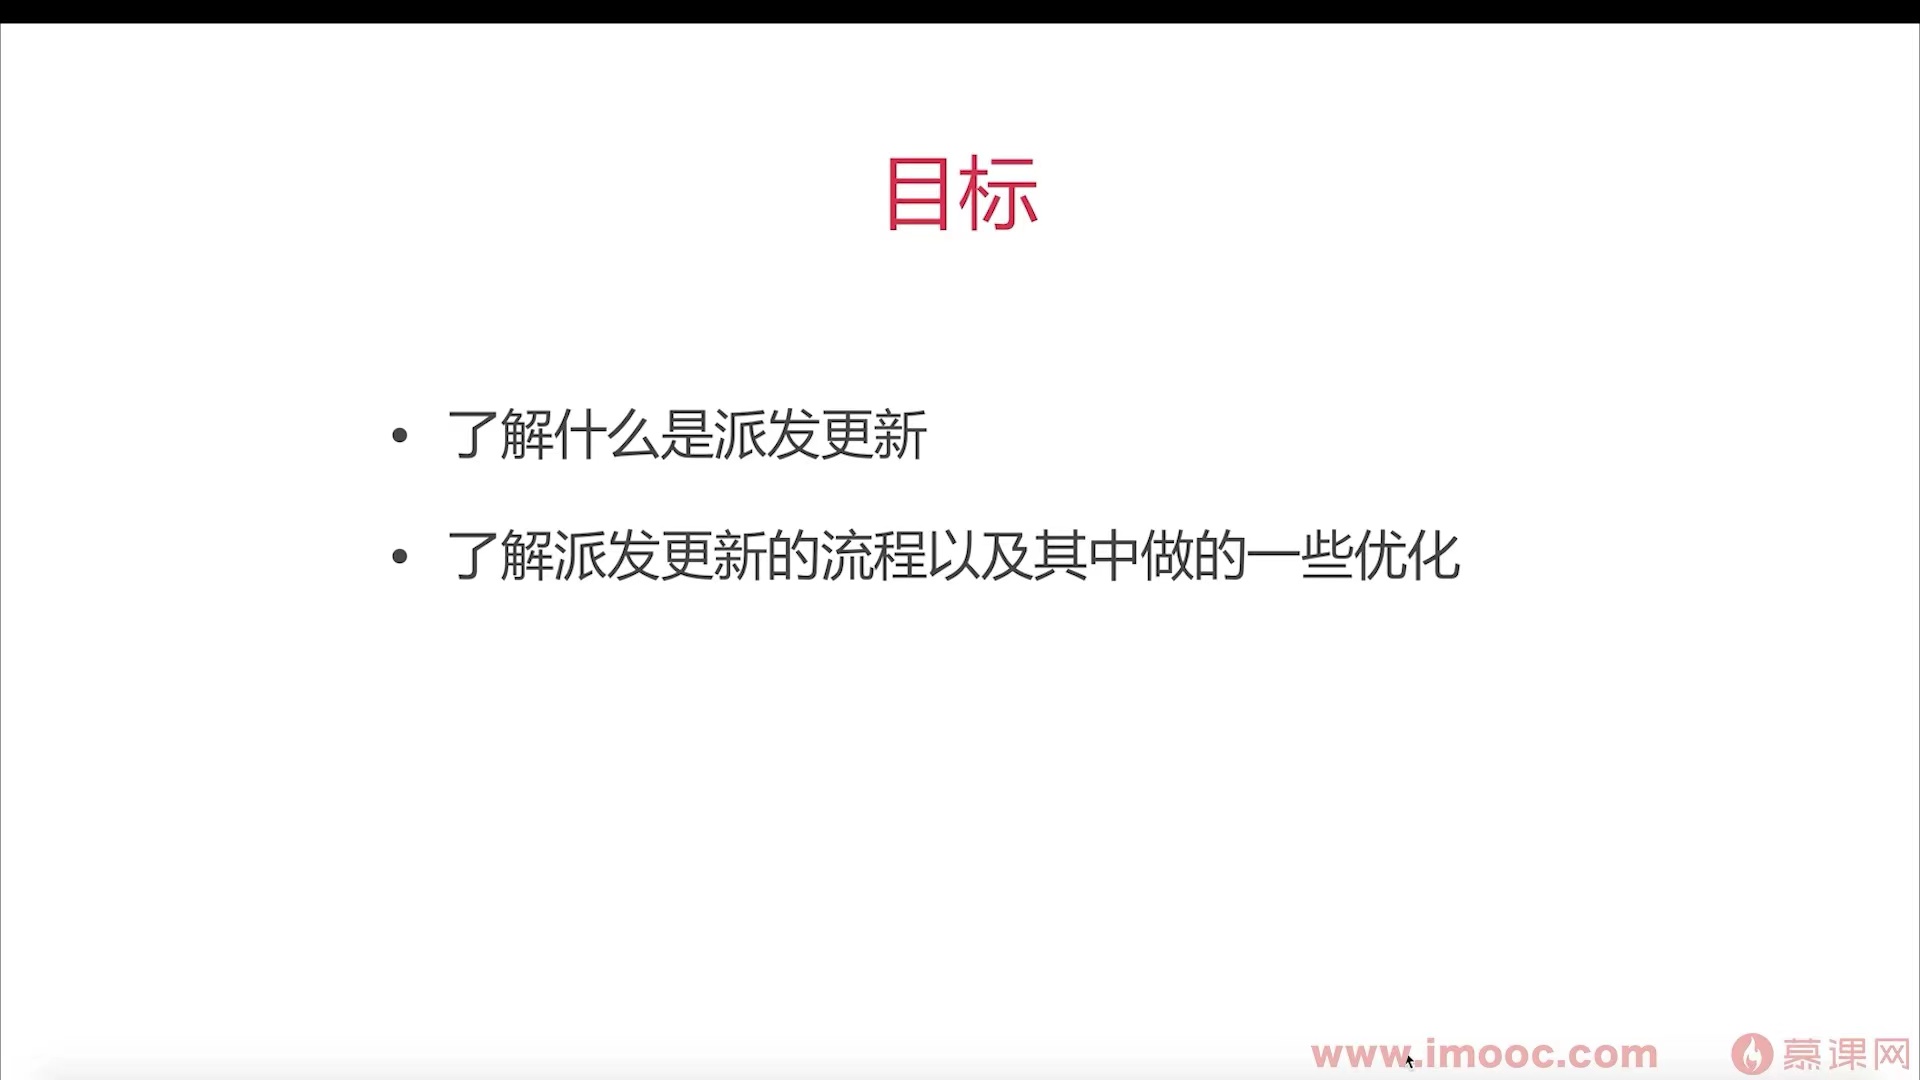 目标
• 了解什么是派发更新
• 了解派发更新的流程以及其中做的一些优化
www.imooc.com 慕课网